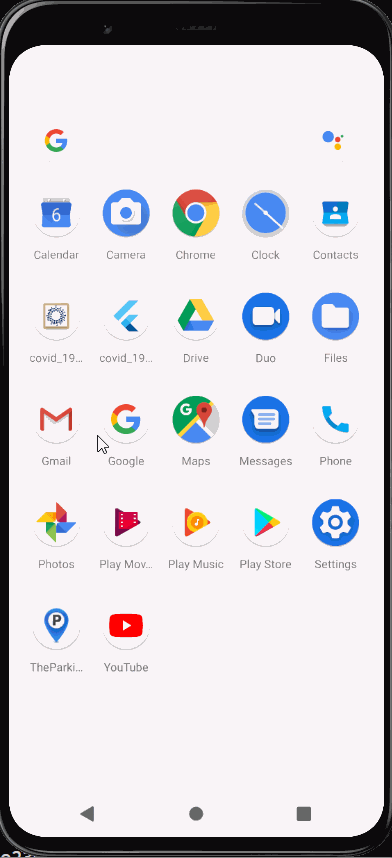 6
Calendar Camera Chrome Clock Contacts
covid_19... covid_19... Drive Duo Files
G
Gmail Google Maps Messages Phone
Photos Play Mov... Play Music Play Store Settings
P
TheParki... YouTube